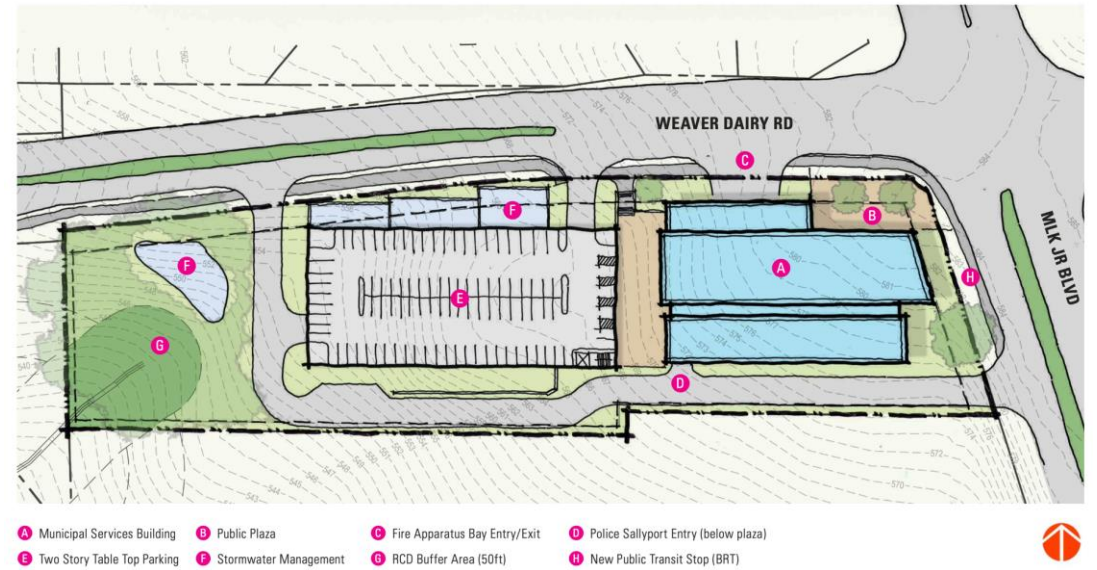 WEAVER DAIRY RD
C
F
B
MLK JR BLVD
F
A
H
E
G
D
A Municipal Services Building
B Public Plaza
C Fire Apparatus Bay Entry/Exit
D Police Sallyport Entry (below plaza)
E Two Story Table Top Parking
F Stormwater Management
G RCD Buffer Area (50ft)
H New Public Transit Stop (BRT)